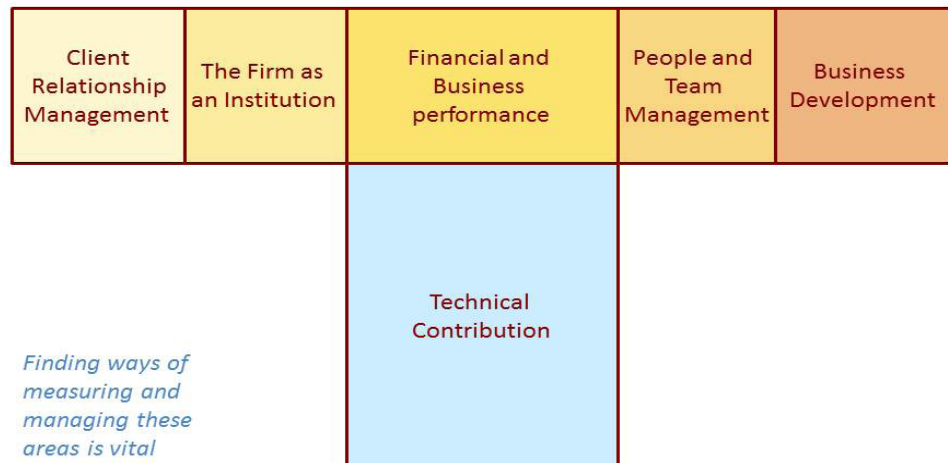 Client
Relationship
Management
The Firm as
an Institution
Financial and
Business
performance
People and
Team
Management
Business
Development
Technical
Contribution
Finding ways of
measuring and
managing these
areas is vital